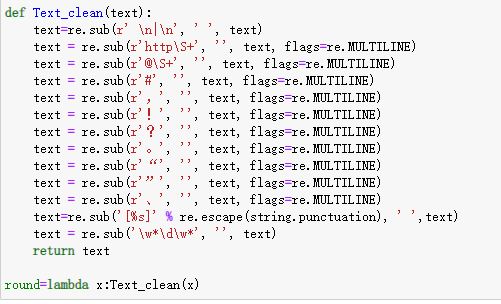 def Text_clean(text):
    text=re.sub(r' \n|\n', ' ', text)
    text = re.sub(r'http\S+', '', text, flags=re.MULTILINE)
    text = re.sub(r'@\S+', '', text, flags=re.MULTILINE)
    text = re.sub(r'#', '', text, flags=re.MULTILINE)
    text = re.sub(r'，', '', text, flags=re.MULTILINE)
    text = re.sub(r'！', '', text, flags=re.MULTILINE)
    text = re.sub(r'？', '', text, flags=re.MULTILINE)
    text = re.sub(r'。', '', text, flags=re.MULTILINE)
    text = re.sub(r'“', '', text, flags=re.MULTILINE)
    text = re.sub(r'”', '', text, flags=re.MULTILINE)
    text = re.sub(r'、', '', text, flags=re.MULTILINE)
    text=re.sub('[%s]' % re.escape(string.punctuation), ' ',text)
    text = re.sub('\w*\d\w*', '', text)
    return text
round=lambda x:Text_clean(x)